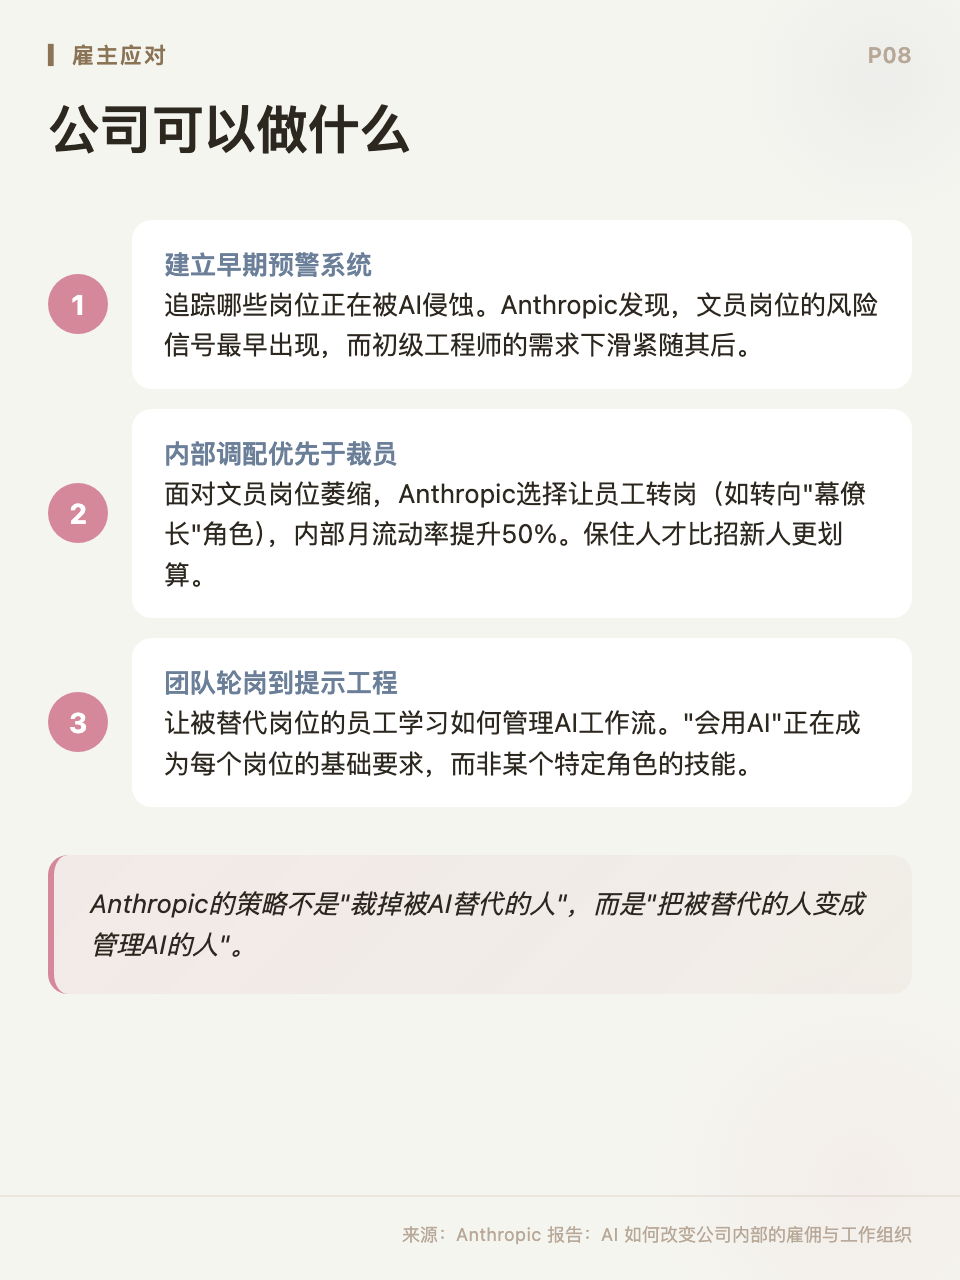 雇主应对
P08
公司可以做什么
1
建立早期预警系统
追踪哪些岗位正在被AI侵蚀。Anthropic发现，文员岗位的风险
信号最早出现，而初级工程师的需求下滑紧随其后。
2
内部调配优先于裁员
面对文员岗位萎缩，Anthropic选择让员工转岗（如转向"幕僚
长"角色），内部月流动率提升50%。保住人才比招新人更划
算。
3
团队轮岗到提示工程
让被替代岗位的员工学习如何管理AI工作流。"会用AI"正在成
为每个岗位的基础要求，而非某个特定角色的技能。
Anthropic的策略不是"裁掉被AI替代的人"，而是"把被替代的人变成
管理AI的人"。
来源：Anthropic 报告：AI 如何改变公司内部的雇佣与工作组织